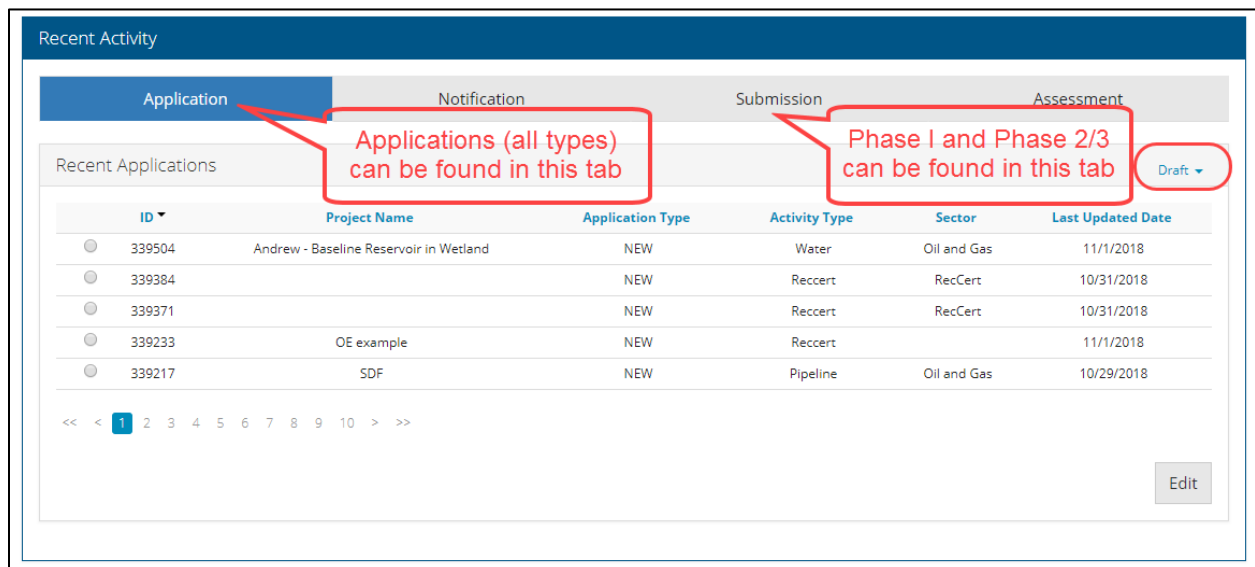 Recent Activity
Application Notification Submission Assessment
Applications (all types)
can be found in this tab
Phase I and Phase 2/3
can be found in this tab
Recent Applications
Draft
ID Project Name Application Type Activity Type Sector Last Updated Date
339504 Andrew - Baseline Reservoir in Wetland NEW Water Oil and Gas 11/1/2018
339384 NEW Reccert RecCert 10/31/2018
339371 NEW Reccert RecCert 10/31/2018
339233 OE example NEW Reccert 11/1/2018
339217 SDF NEW Pipeline Oil and Gas 10/29/2018
<< < 1 2 3 4 5 6 7 8 9 10 > >>
Edit